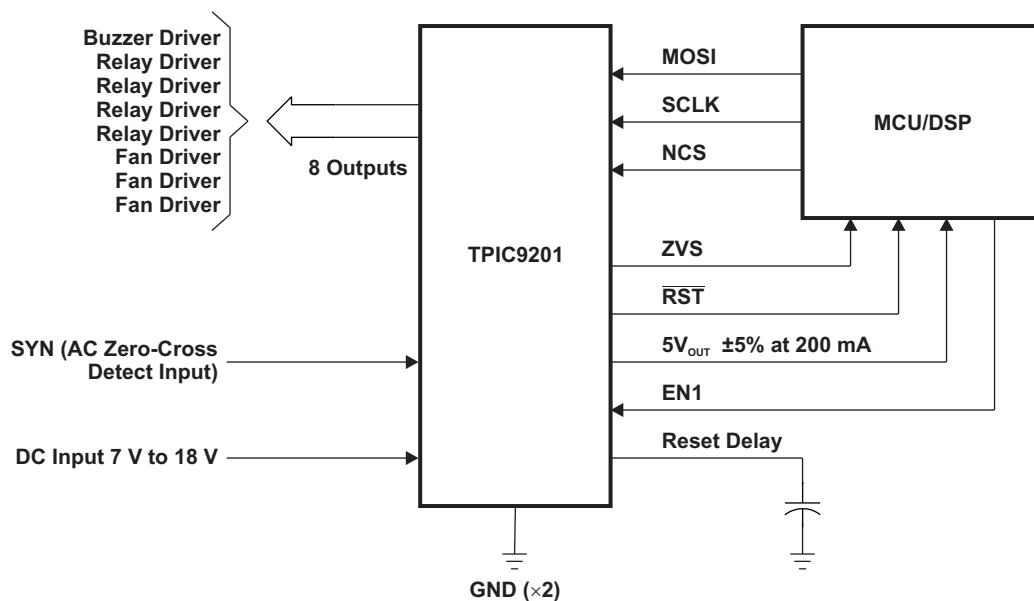 Buzzer Driver
Relay Driver
Relay Driver
Relay Driver
Relay Driver
Fan Driver
Fan Driver
Fan Driver
8 Outputs
SYN (AC Zero-Cross
Detect Input)
DC Input 7 V to 18 V
TPIC9201
GND (×2)
MOSI
SCLK
NCS
MCU/DSP
ZVS
R̅S̅T̅
5VOUT ±5% at 200 mA
EN1
Reset Delay